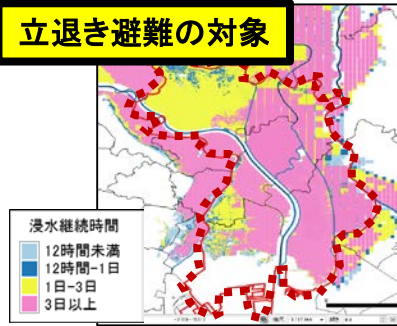 立退き避難の対象
浸水継続時間
12時間未満
12時間-1日
1日-3日
3日以上